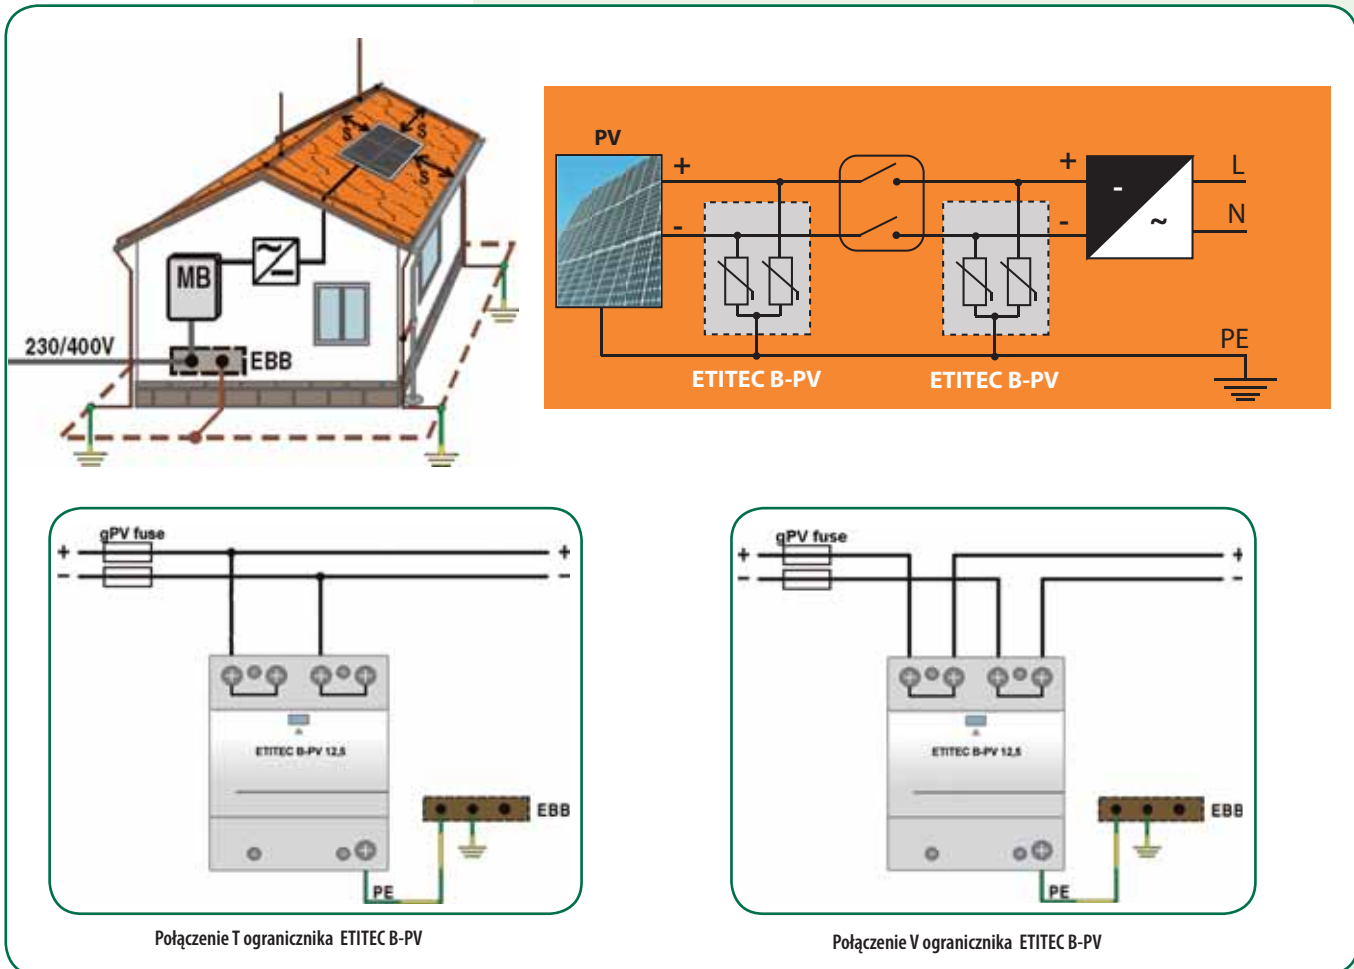 S
S
S
MB
230/400V
EBB
PV
+
-
+
-
-
~
L
N
PE
ETITEC B-PV
ETITEC B-PV
gPV fuse
+
+
-
-
ETITEC B-PV 12,5
EBB
PE
Połączenie T ogranicznika ETITEC B-PV
gPV fuse
+
+
-
-
ETITEC B-PV 12,5
EBB
PE
Połączenie V ogranicznika ETITEC B-PV